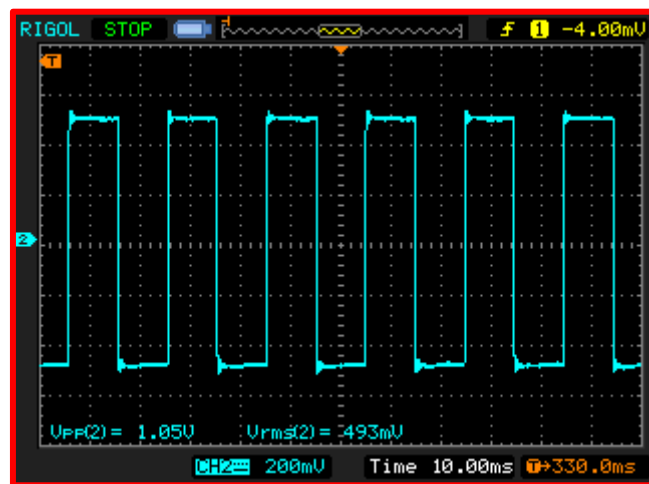 RIGOL STOP 1 -4.00mV
T
2
Vpp(2)= 1.05V Vrms(2)= 493mV
CH2 200mV Time 10.00ms T→330.0ms